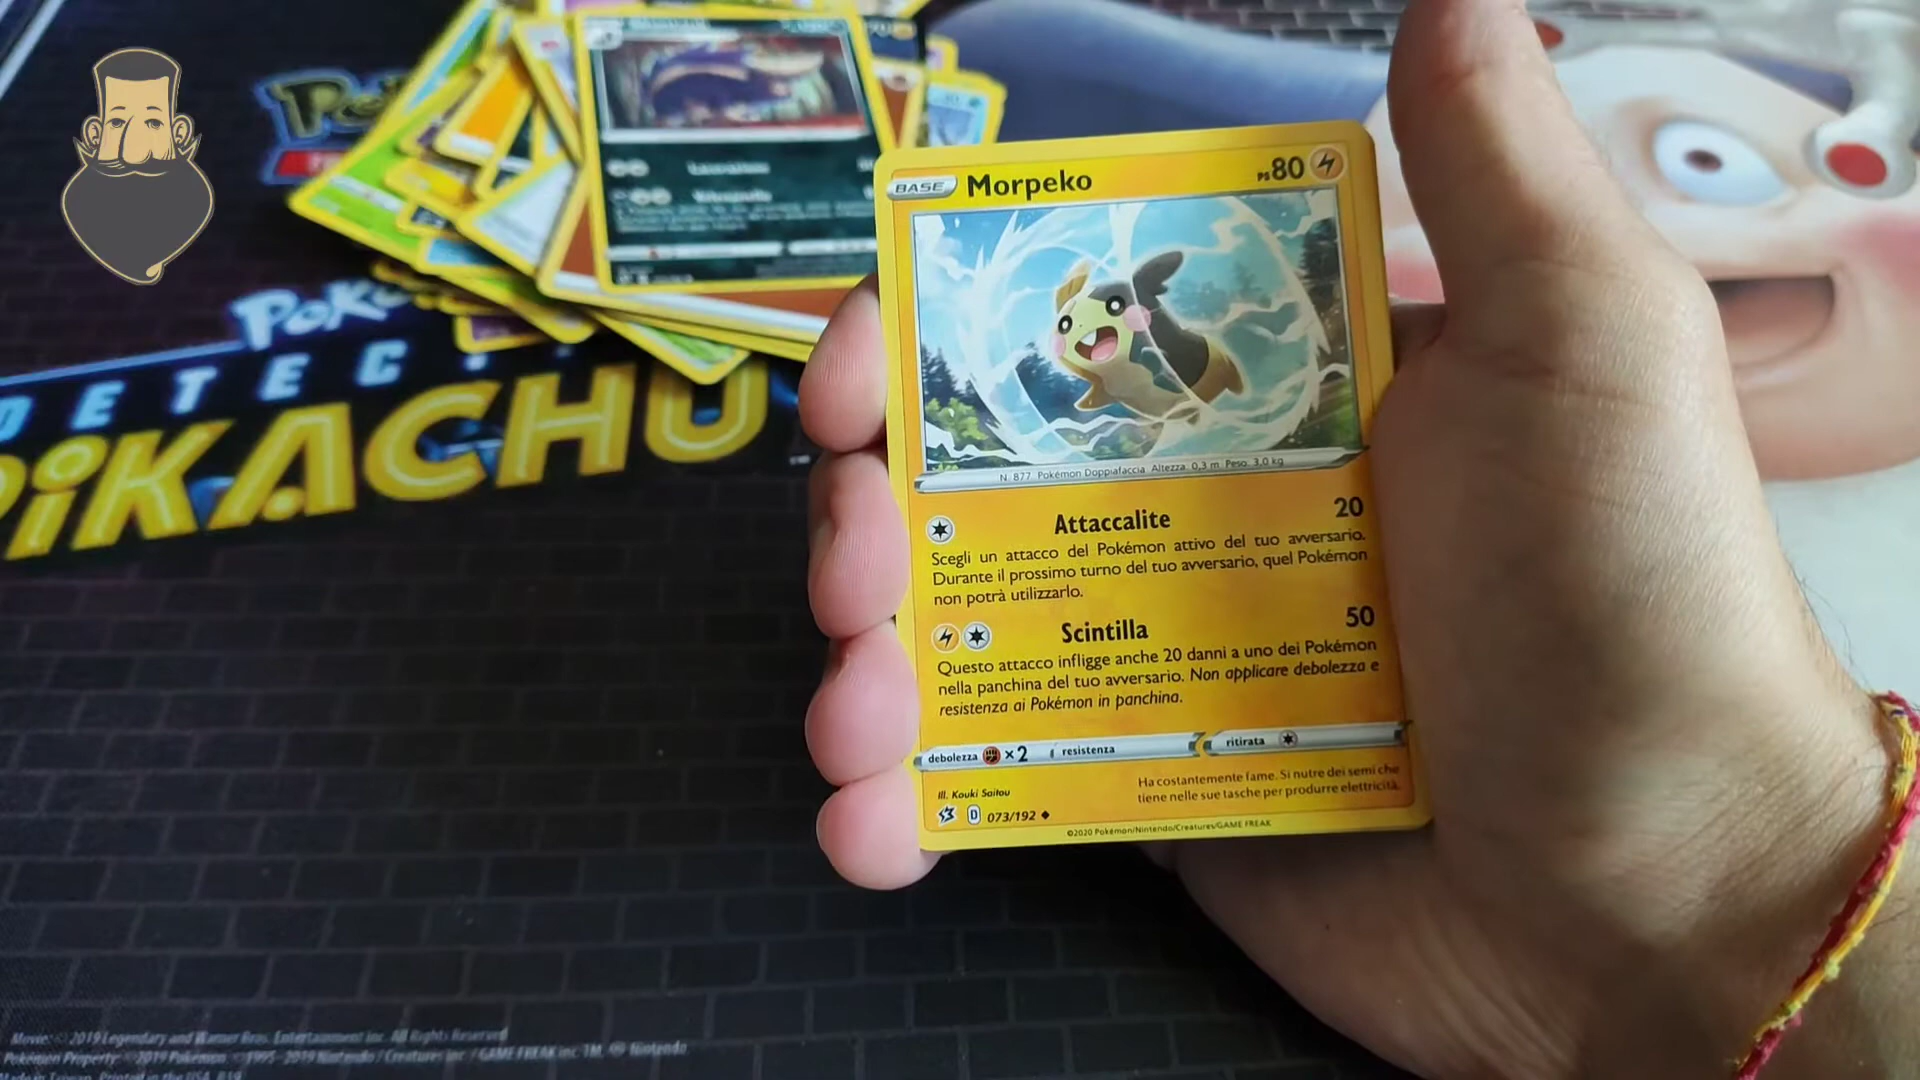 BASE Morpeko PS 80
N. 877 Pokémon Doppiafaccia Altezza: 0,3 m Peso: 3,0 kg
Attaccalite 20
Scegli un attacco del Pokémon attivo del tuo avversario.
Durante il prossimo turno del tuo avversario, quel Pokémon
non potrà utilizzarlo.
Scintilla 50
Questo attacco infligge anche 20 danni a uno dei Pokémon
nella panchina del tuo avversario. Non applicare debolezza e
resistenza ai Pokémon in panchina.
debolezza ×2 resistenza ritirata
Ill. Kouki Saitou
Ha costantemente fame. Si nutre dei semi che
tiene nelle sue tasche per produrre elettricità.
D 073/192
©2020 Pokémon/Nintendo/Creatures/GAME FREAK
PIKACHU
Movie: © 2019 Legendary and Warner Bros. Entertainment Inc. All Rights Reserved
Pokémon Property: © 2019 Pokémon. © 1995-2019 Nintendo / Creatures inc. / GAME FREAK inc. TM, ® Nintendo.
Made in Taiwan. Printed in the USA.